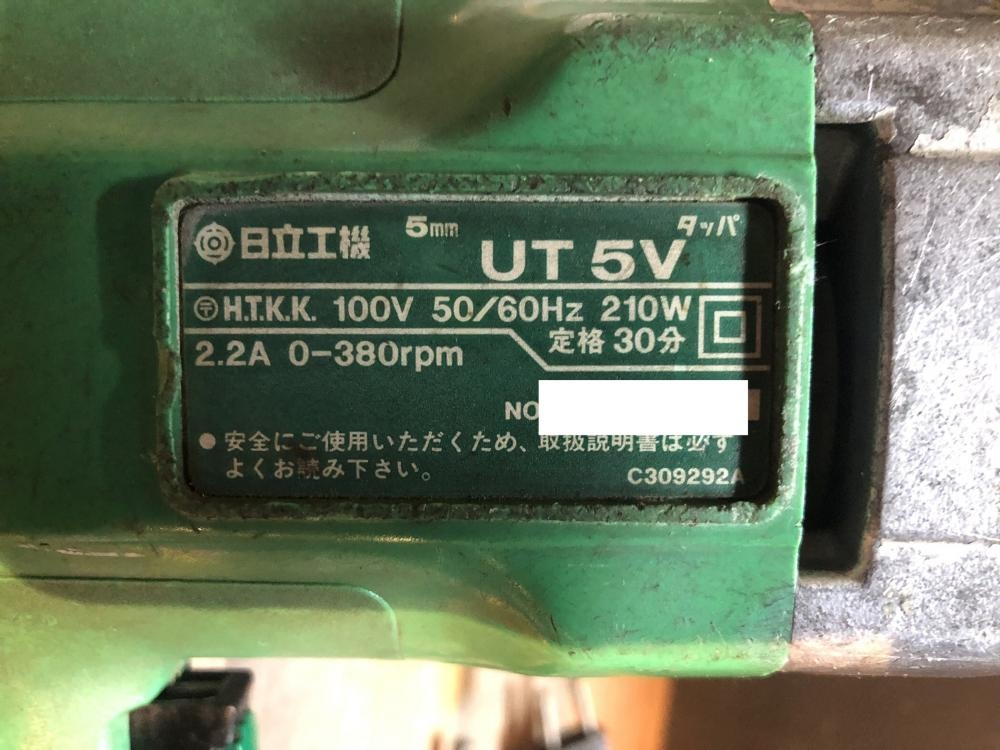 日立工機 5mm UT 5V タッパ
〒 H.T.K.K. 100V 50/60Hz 210W
2.2A 0-380rpm 定格 30分
NO
● 安全にご使用いただくため、取扱説明書は必ず
よくお読み下さい。
C309292A